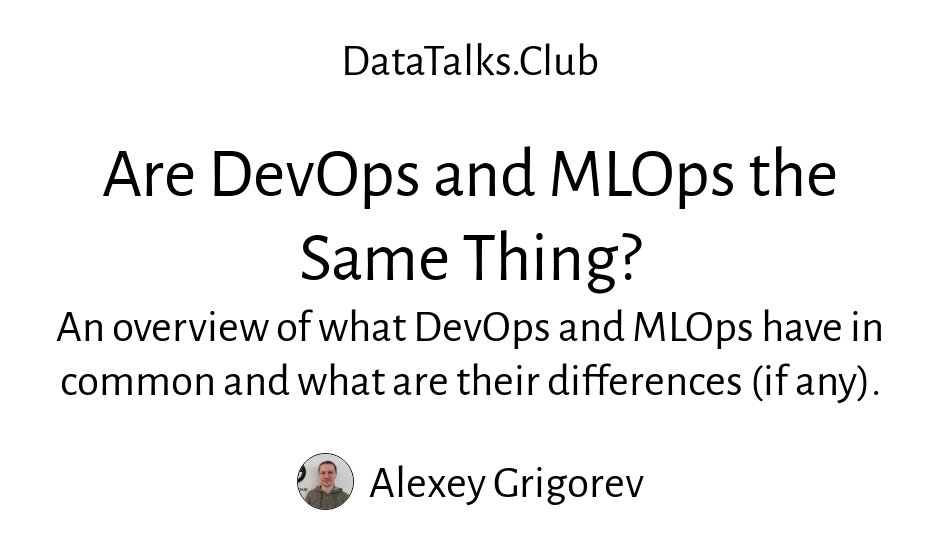 DataTalks.Club
Are DevOps and MLOps the
Same Thing?
An overview of what DevOps and MLOps have in
common and what are their differences (if any).
Alexey Grigorev